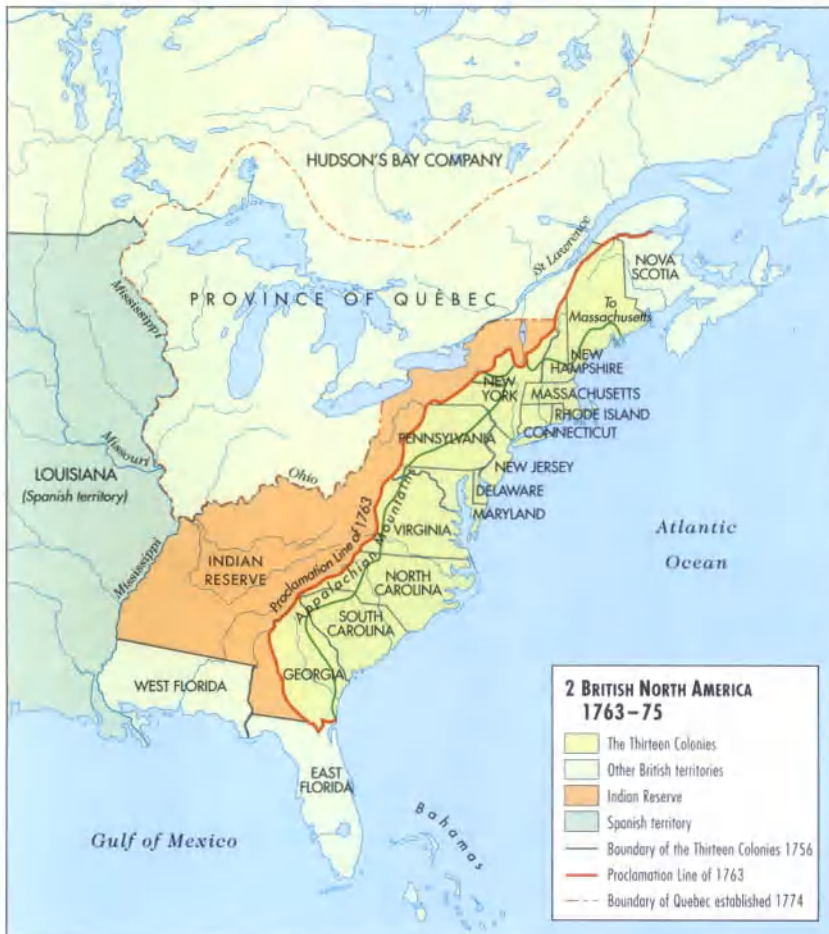 HUDSON'S BAY COMPANY
St Lawrence
NOVA
SCOTIA
PROVINCE OF QUÉBEC
Mississippi
To
Massachusetts
NEW
HAMPSHIRE
NEW
YORK
MASSACHUSETTS
RHODE ISLAND
CONNECTICUT
PENNSYLVANIA
Missouri
LOUISIANA
(Spanish territory)
Ohio
NEW JERSEY
DELAWARE
MARYLAND
VIRGINIA
Atlantic
Ocean
Mississippi
INDIAN
RESERVE
Proclamation Line of 1763
Appalachian Mountains
NORTH
CAROLINA
SOUTH
CAROLINA
GEORGIA
WEST FLORIDA
EAST
FLORIDA
Gulf of Mexico
Bahamas
2 BRITISH NORTH AMERICA
1763–75
The Thirteen Colonies
Other British territories
Indian Reserve
Spanish territory
Boundary of the Thirteen Colonies 1756
Proclamation Line of 1763
Boundary of Quebec established 1774